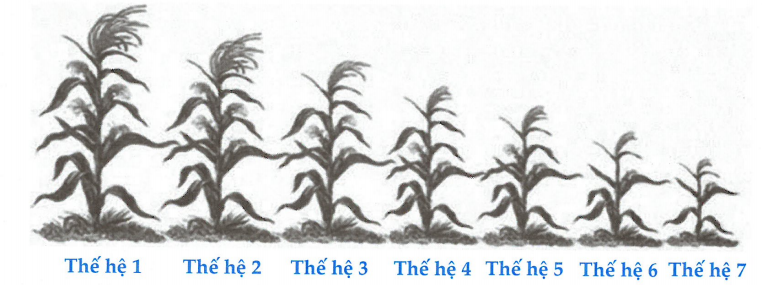 Thế hệ 1 Thế hệ 2 Thế hệ 3 Thế hệ 4 Thế hệ 5 Thế hệ 6 Thế hệ 7